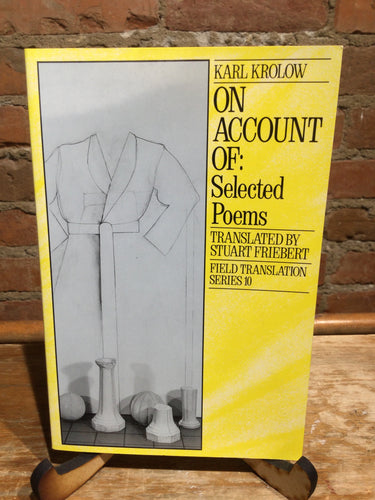 KARL KROLOW
ON
ACCOUNT
OF:
Selected
Poems
TRANSLATED BY
STUART FRIEBERT
FIELD TRANSLATION
SERIES 10